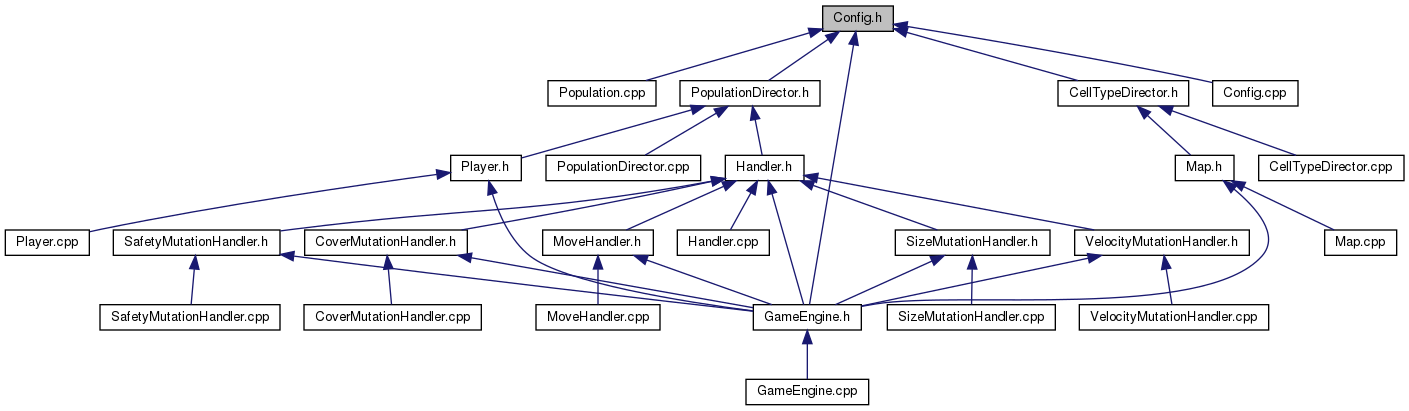 Config.h
Population.cpp
PopulationDirector.h
CellTypeDirector.h
Config.cpp
Player.h
PopulationDirector.cpp
Handler.h
Map.h
CellTypeDirector.cpp
Player.cpp
SafetyMutationHandler.h
CoverMutationHandler.h
MoveHandler.h
Handler.cpp
SizeMutationHandler.h
VelocityMutationHandler.h
Map.cpp
SafetyMutationHandler.cpp
CoverMutationHandler.cpp
MoveHandler.cpp
GameEngine.h
SizeMutationHandler.cpp
VelocityMutationHandler.cpp
GameEngine.cpp